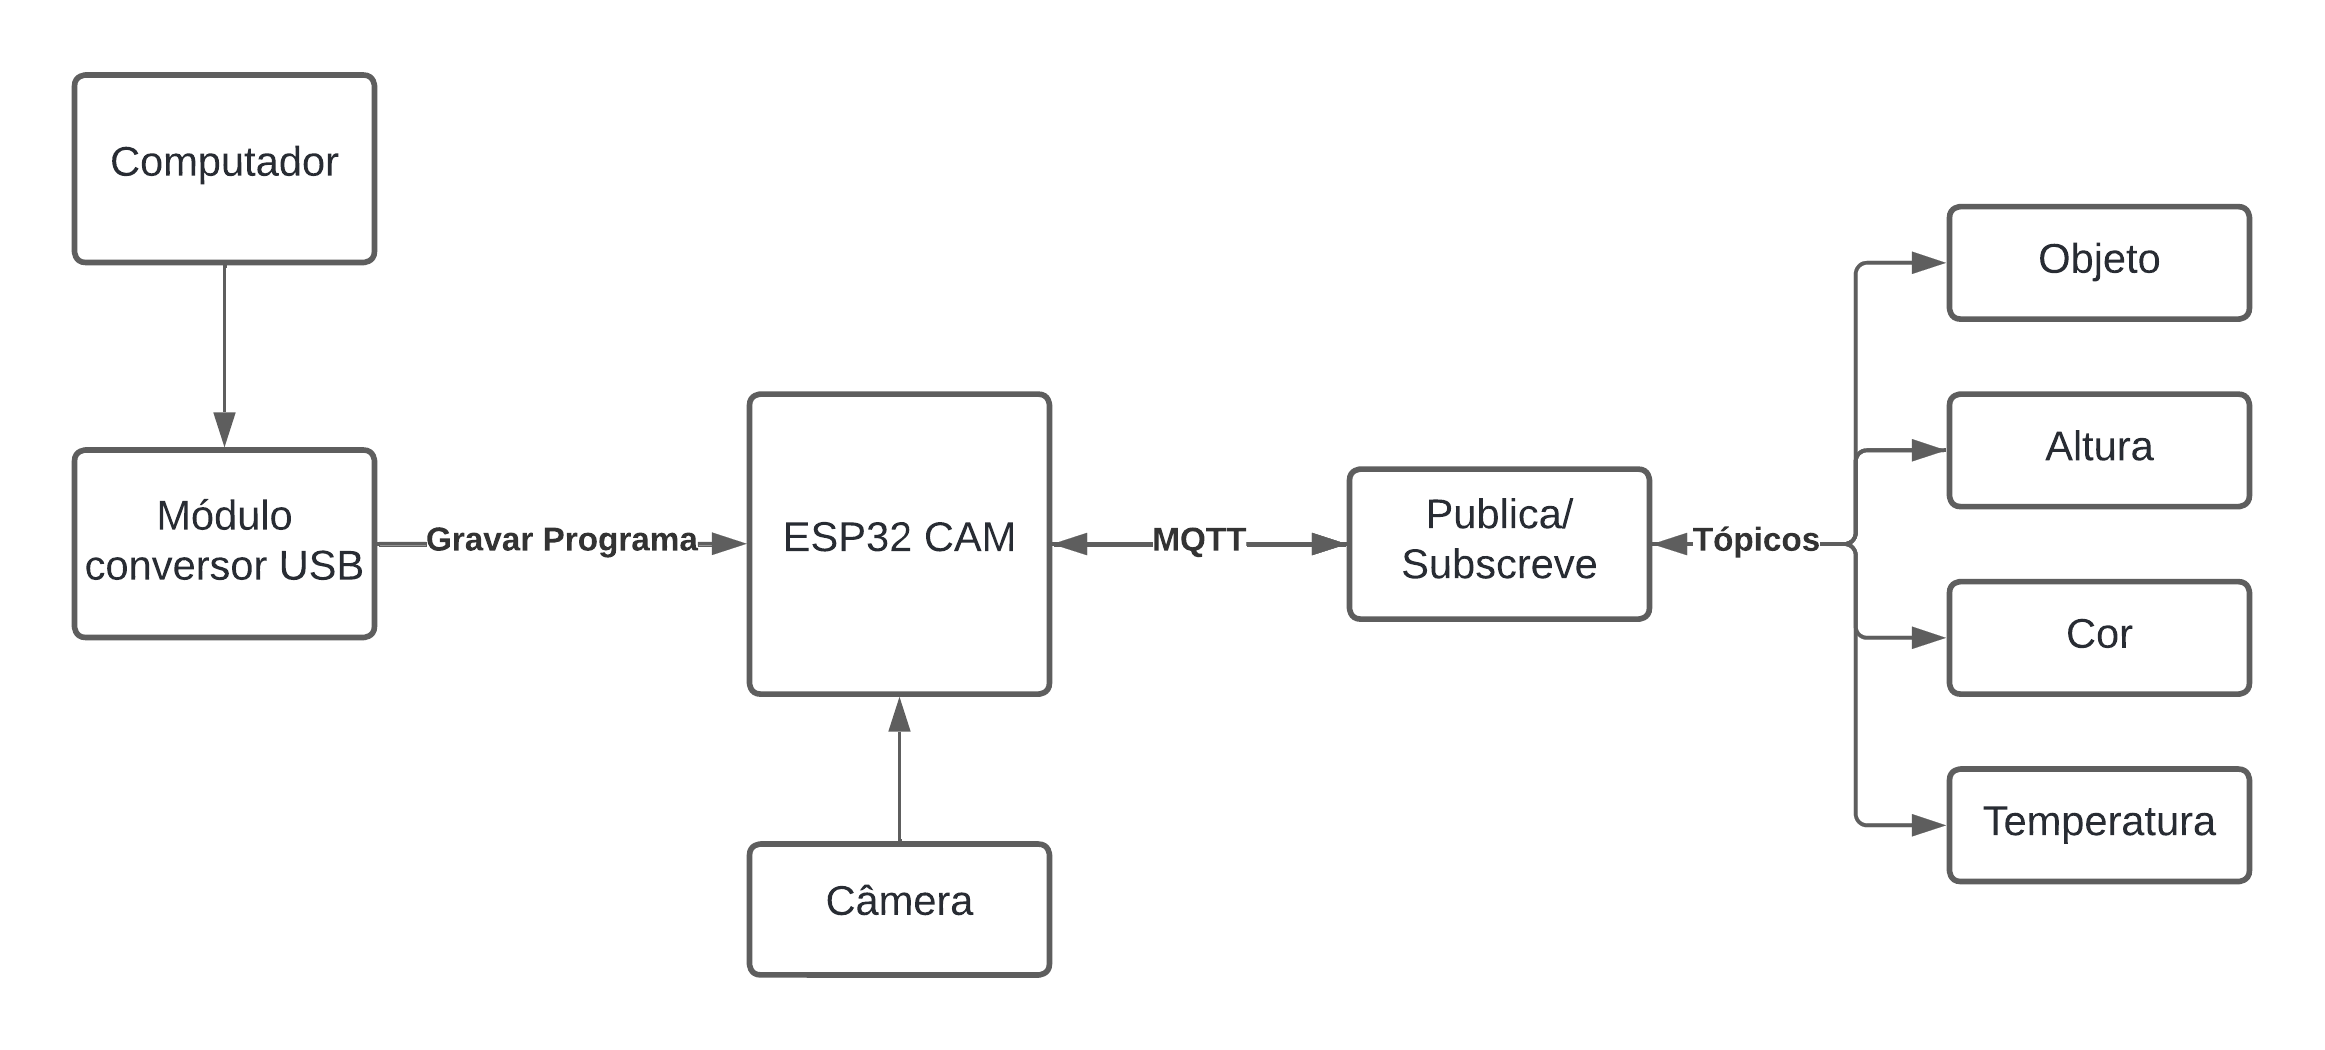 Computador
Módulo
conversor USB
Gravar Programa
ESP32 CAM
Câmera
MQTT
Publica/
Subscreve
Tópicos
Objeto
Altura
Cor
Temperatura